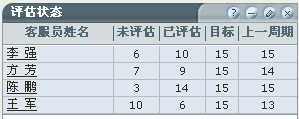 评估状态
客服员姓名 未评估 已评估 目标 上一周期
李 强 6 10 15 15
方 芳 7 9 15 14
陈 鹏 3 14 15 15
王 军 10 6 15 13